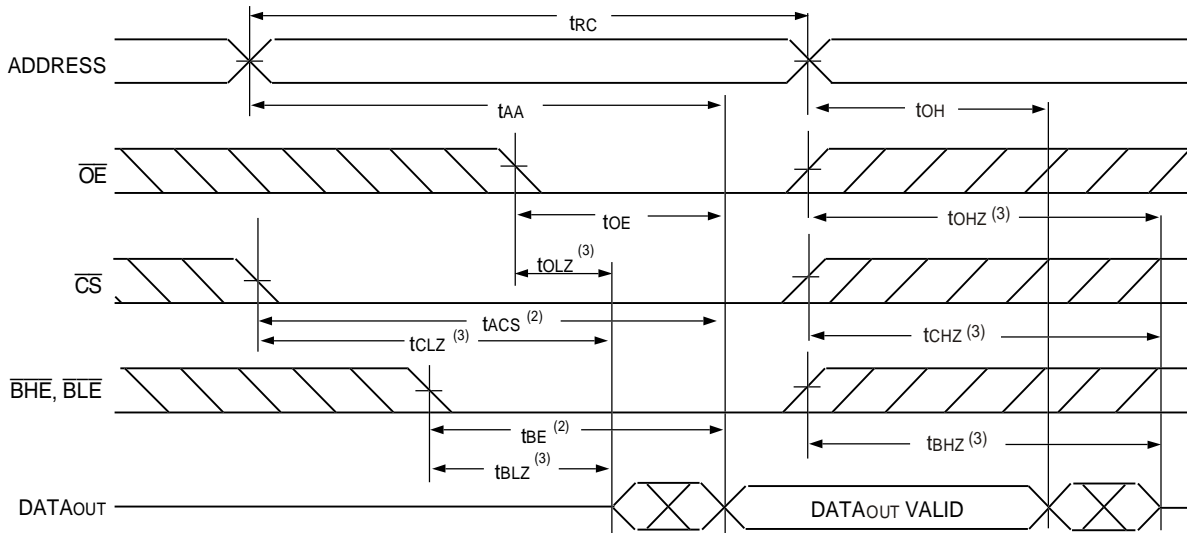 tRC
ADDRESS
tAA
tOH
OE
tOE
tOHZ (3)
tOLZ (3)
CS
tACS (2)
tCLZ (3)
tCHZ (3)
BHE, BLE
tBE (2)
tBHZ (3)
tBLZ (3)
DATAOUT
DATAOUT VALID